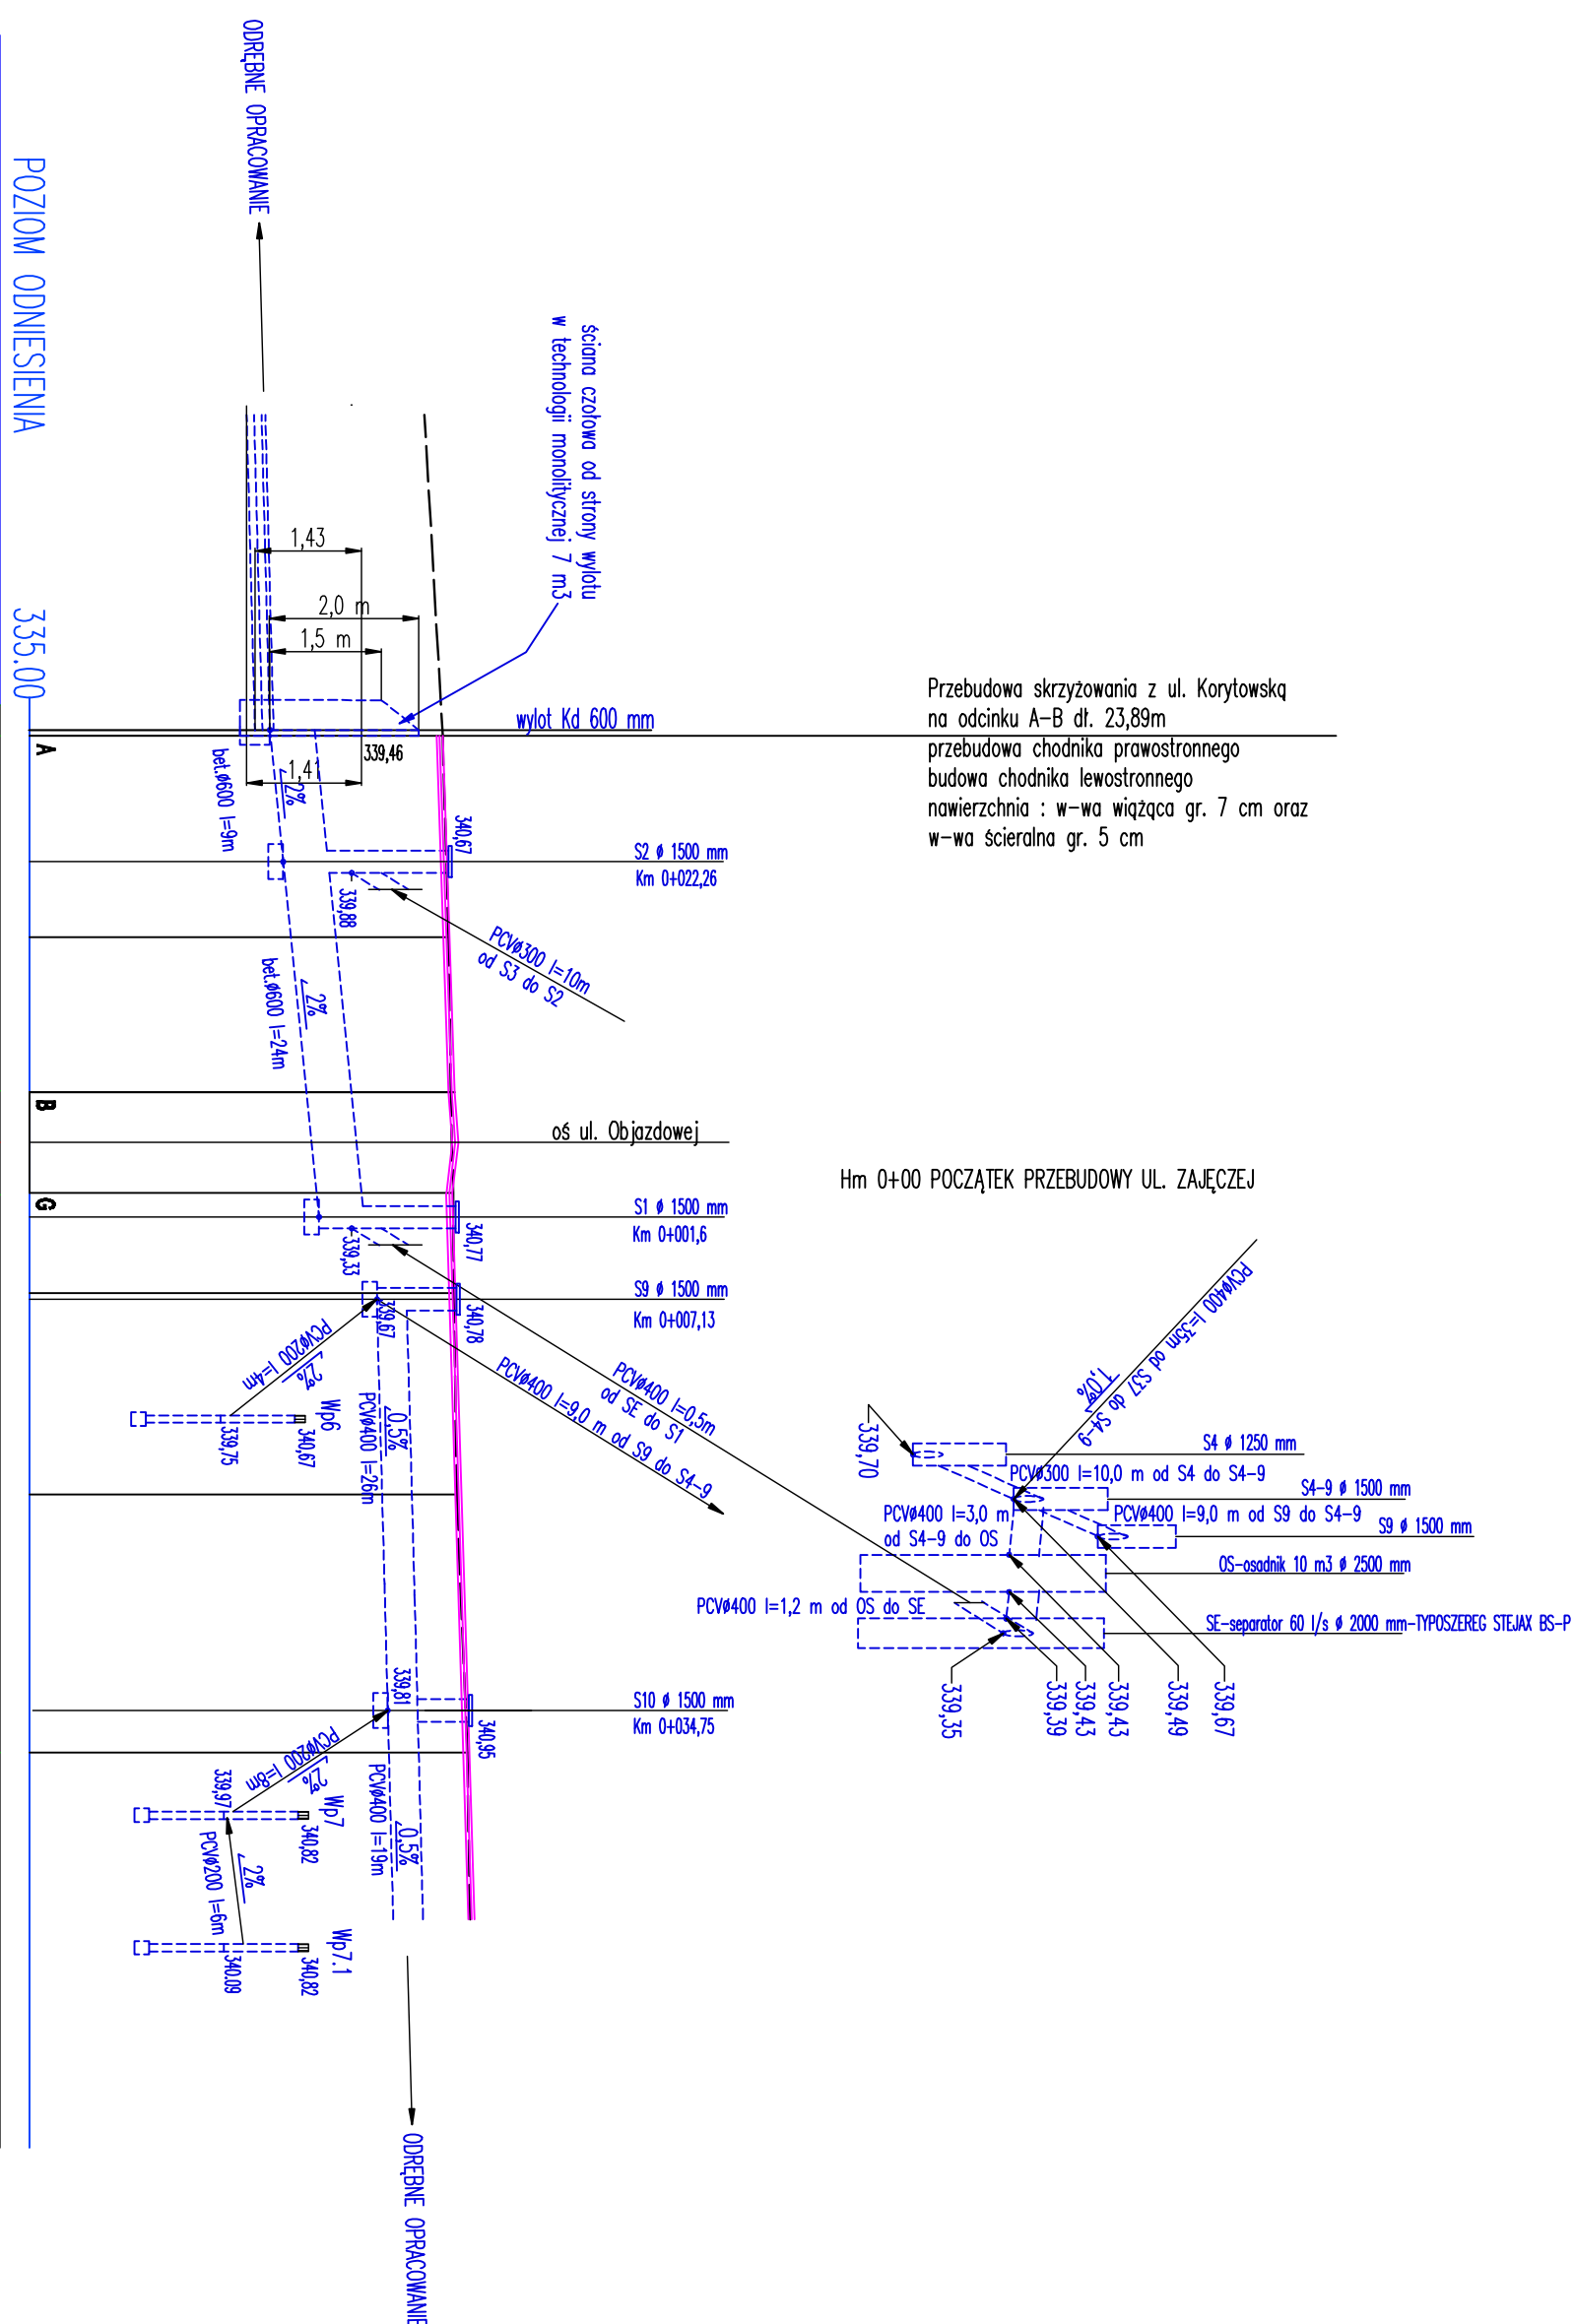 ODRĘBNE OPRACOWANIE
POZIOM ODNIESIENIA
335.00
ściana czołowa od strony wylotu
w technologii monolitycznej 7 m3
1,43
2,0 m
1,5 m
1,41
wylot Kd 600 mm
339,46
Przebudowa skrzyżowania z ul. Korytowską
na odcinku A-B dł. 23,89m
przebudowa chodnika prawostronnego
budowa chodnika lewostronnego
nawierzchnia : w-wa wiążąca gr. 7 cm oraz
w-wa ścieralna gr. 5 cm
A
bet.ø600 l=9m
2%
340,67
S2 ø 1500 mm
Km 0+022,26
339,88
PCVø300 l=10m
od S3 do S2
bet.ø600 l=24m
2%
B
oś ul. Objazdowej
Hm 0+00 POCZĄTEK PRZEBUDOWY UL. ZAJĘCZEJ
G
S1 ø 1500 mm
Km 0+001,6
340,77
339,33
S9 ø 1500 mm
Km 0+007,13
340,78
339,67
PCVø200 l=4m
2%
Wp6
340,67
339,75
PCVø400 l=26m
0,5%
PCVø400 l=0,5m
od SE do S1
PCVø400 l=9,0 m od S9 do S4-9
PCVø400 l=35m od S37 do S4-9
1,0%
339,70
S4 ø 1250 mm
PCVø300 l=10,0 m od S4 do S4-9
S4-9 ø 1500 mm
PCVø400 l=3,0 m
od S4-9 do OS
PCVø400 l=9,0 m od S9 do S4-9
S9 ø 1500 mm
OS-osadnik 10 m3 ø 2500 mm
PCVø400 l=1,2 m od OS do SE
SE-separator 60 l/s ø 2000 mm-TYPOSZEREG STEJAX BS-P
339,35
339,39
339,43
339,43
339,49
339,67
339,81
S10 ø 1500 mm
Km 0+034,75
340,95
PCVø200 l=8m
2%
339,97
Wp7
340,82
PCVø400 l=19m
0,5%
PCVø200 l=6m
2%
Wp7.1
340,82
340.09
ODRĘBNE OPRACOWANIE